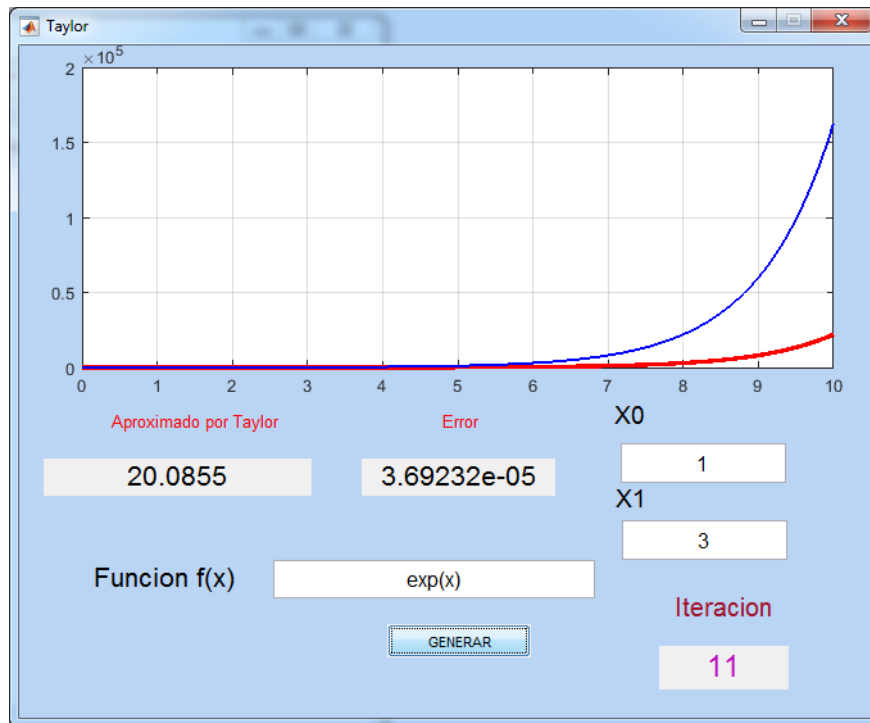 Taylor
×10^5
2
1.5
1
0.5
0
0 1 2 3 4 5 6 7 8 9 10
Aproximado por Taylor
Error
X0
20.0855
3.69232e-05
1
X1
3
Funcion f(x)
exp(x)
Iteracion
GENERAR
11